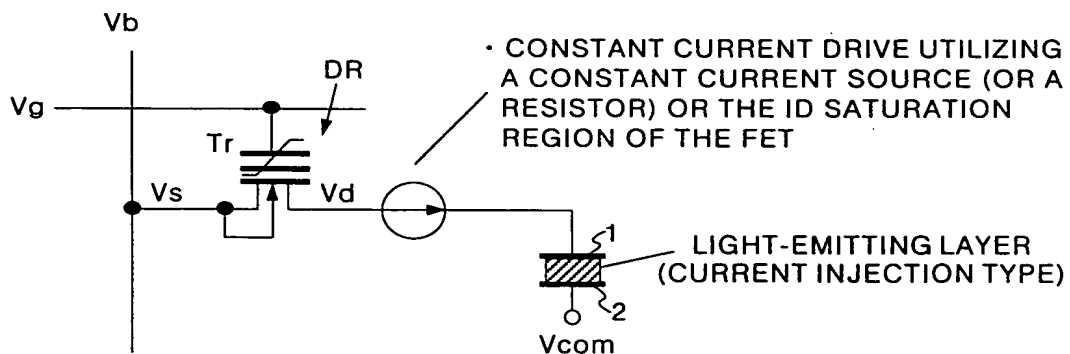 Vb
· CONSTANT CURRENT DRIVE UTILIZING
A CONSTANT CURRENT SOURCE (OR A
RESISTOR) OR THE ID SATURATION
REGION OF THE FET
DR
Vg
Tr
Vs
Vd
1
LIGHT-EMITTING LAYER
(CURRENT INJECTION TYPE)
2
Vcom